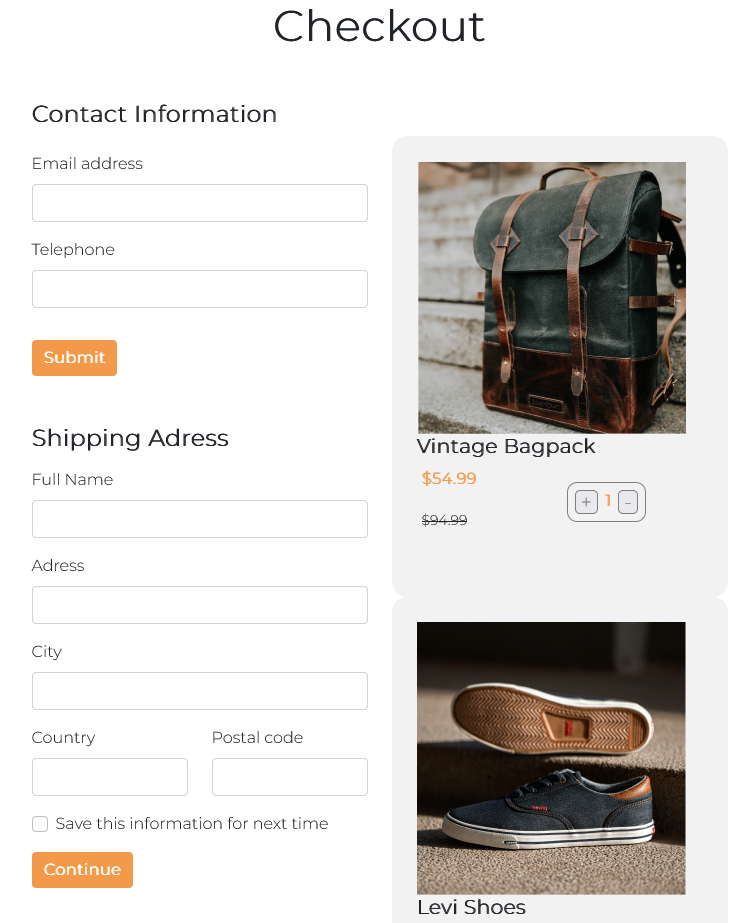 Checkout
Contact Information
Email address
Telephone
Submit
Shipping Adress
Full Name
Adress
City
Country Postal code
Save this information for next time
Continue
Vintage Bagpack
$54.99
+ 1 -
$94.99
Levi Shoes